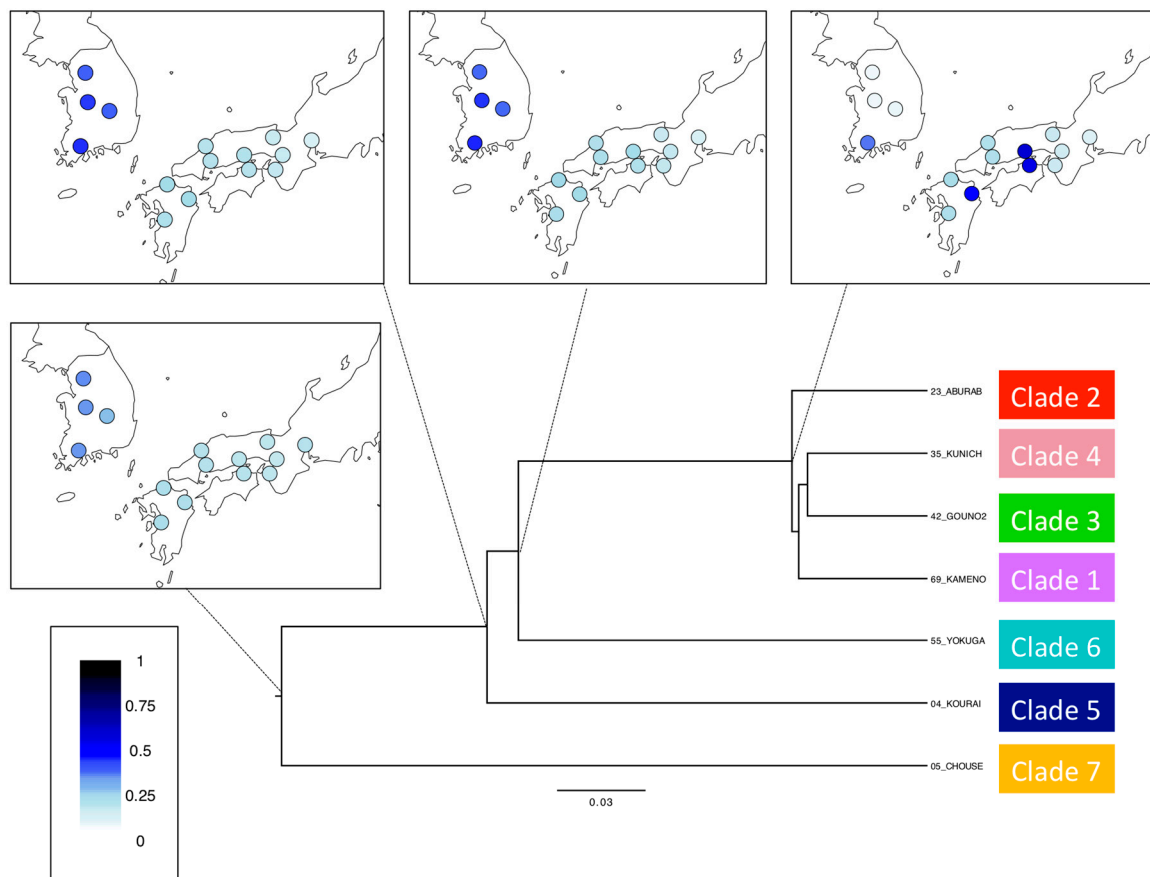 23_ABURAB
Clade 2
35_KUNICH
Clade 4
42_GOUNO2
Clade 3
69_KAMENO
Clade 1
55_YOKUGA
Clade 6
04_KOURAI
Clade 5
05_CHOUSE
Clade 7
0.03
1
0.75
0.5
0.25
0